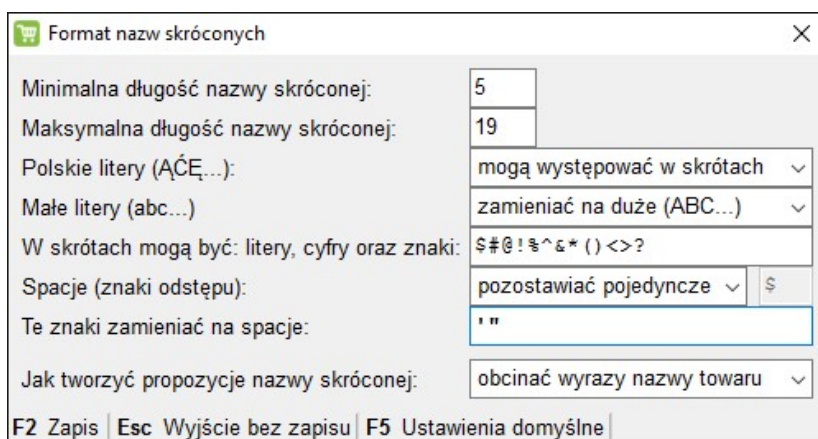 Format nazw skróconych
Minimalna długość nazwy skróconej: 5
Maksymalna długość nazwy skróconej: 19
Polskie litery (ĄĆĘ...): mogą występować w skrótach
Małe litery (abc...) zamieniać na duże (ABC...)
W skrótach mogą być: litery, cyfry oraz znaki: $#@!%^&*()<>?
Spacje (znaki odstępu): pozostawiać pojedyncze $
Te znaki zamieniać na spacje: '"
Jak tworzyć propozycje nazwy skróconej: obcinać wyrazy nazwy towaru
F2 Zapis | Esc Wyjście bez zapisu | F5 Ustawienia domyślne |